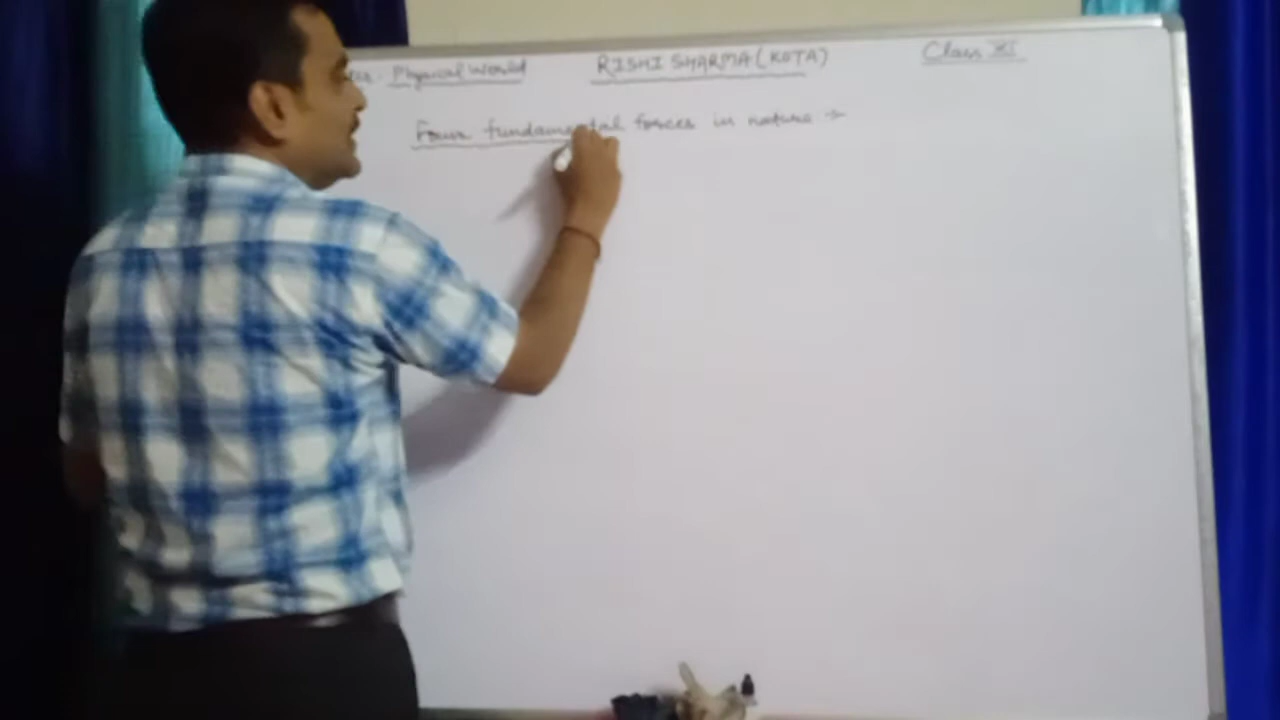 Physical World RISHI SHARMA (KOTA) Class XI
Four fundamental forces in nature :-